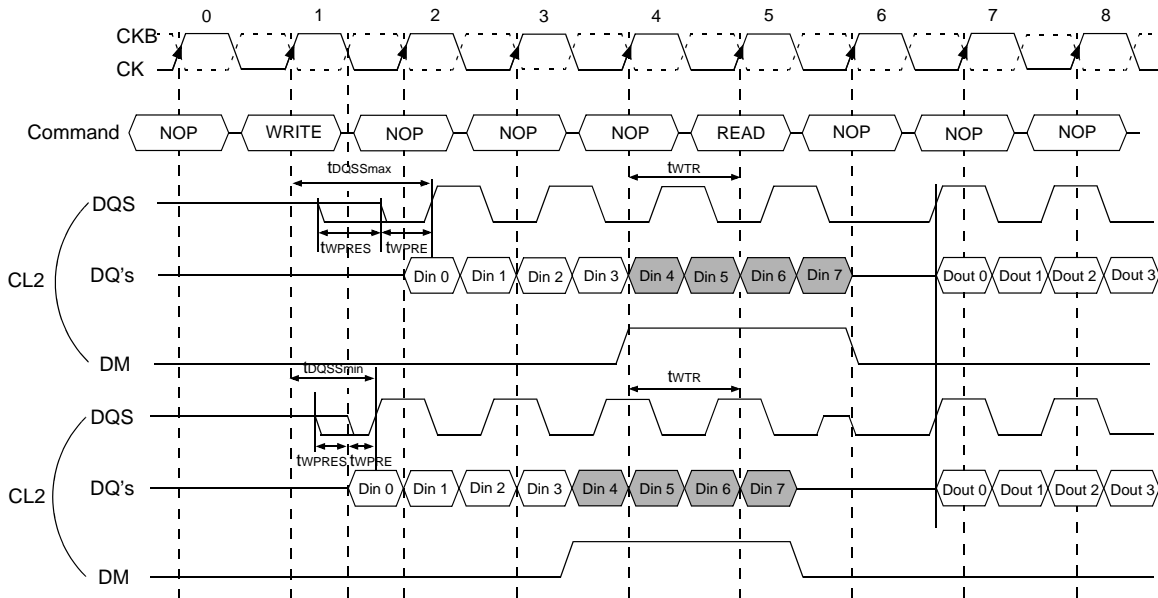 0 1 2 3 4 5 6 7 8
CKB
CK
Command NOP WRITE NOP NOP NOP READ NOP NOP NOP
tDQSSmax tWTR
DQS
tWPRES tWPRE
CL2 DQ's Din 0 Din 1 Din 2 Din 3 Din 4 Din 5 Din 6 Din 7 Dout 0 Dout 1 Dout 2 Dout 3
DM
tDQSSmin tWTR
DQS
tWPRES tWPRE
CL2 DQ's Din 0 Din 1 Din 2 Din 3 Din 4 Din 5 Din 6 Din 7 Dout 0 Dout 1 Dout 2 Dout 3
DM